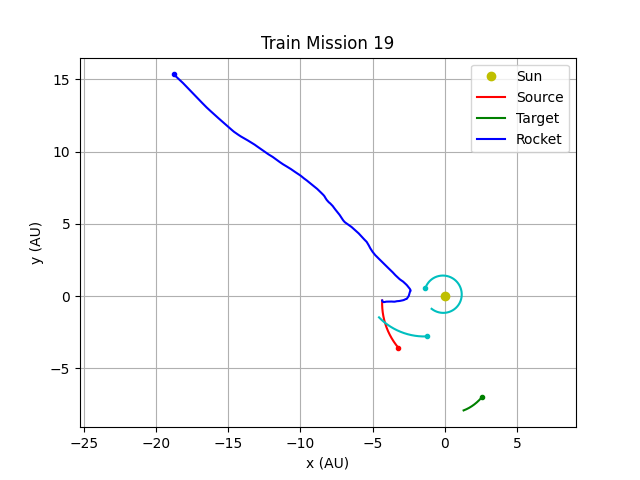 Train Mission 19
Sun
Source
Target
Rocket
y (AU)
15
10
5
0
−5
−25
−20
−15
−10
−5
0
5
x (AU)